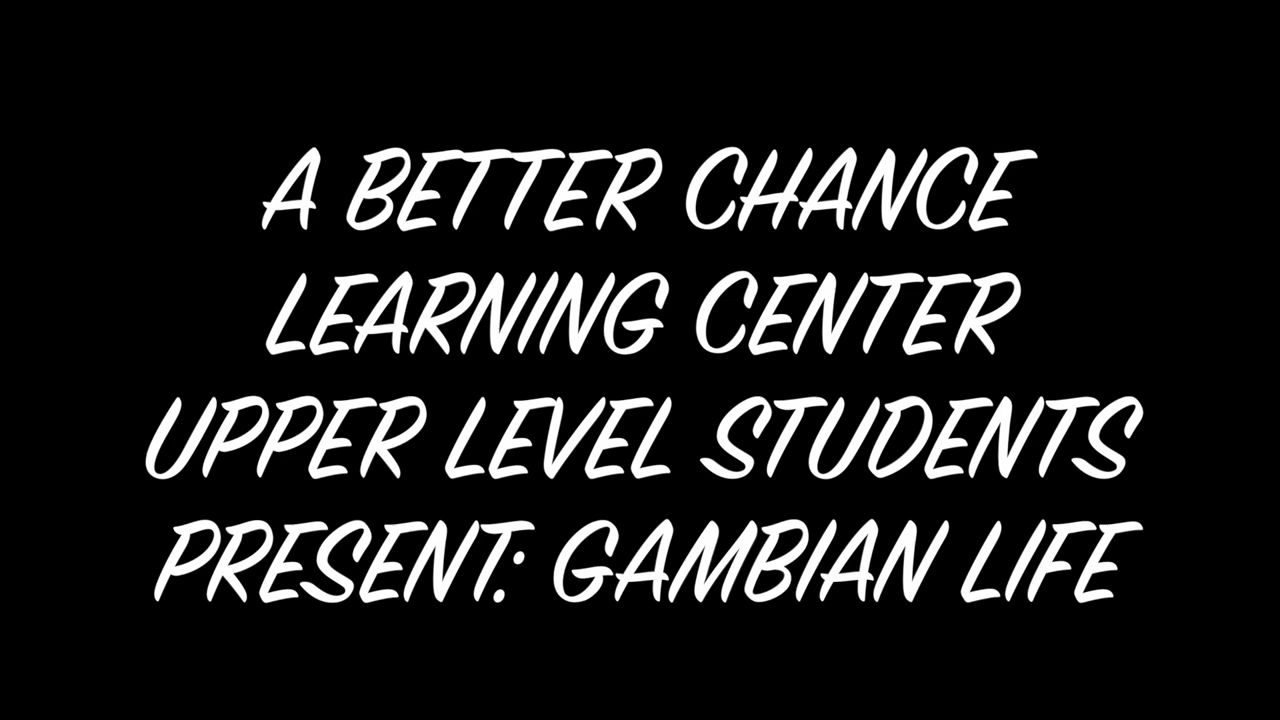 A BETTER CHANCE
LEARNING CENTER
UPPER LEVEL STUDENTS
PRESENT: GAMBIAN LIFE